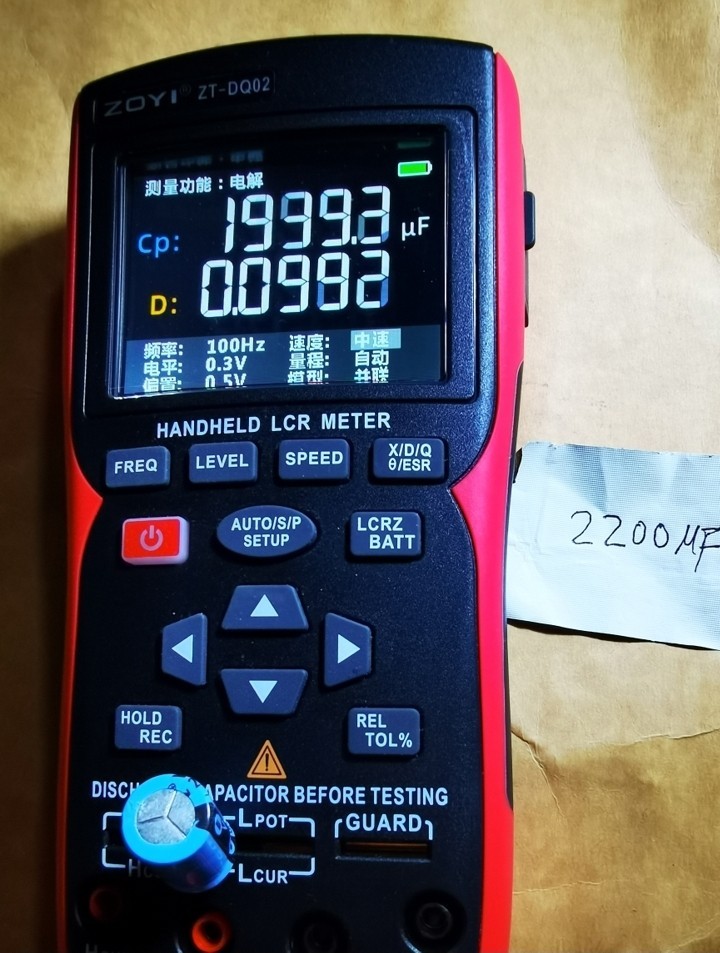 ZOYI® ZT-DQ02
测量功能：电解
Cp: 1999.3 µF
D: 0.0982
频率: 100Hz 速度: 中速
电平: 0.3V 量程: 自动
偏置: 0.5V 模型: 并联
HANDHELD LCR METER
FREQ LEVEL SPEED X/D/Q
θ/ESR
AUTO/S/P
SETUP
LCRZ
BATT
2200µF
HOLD
REC
REL
TOL%
APACITOR BEFORE TESTING
LPOT GUARD
LCUR